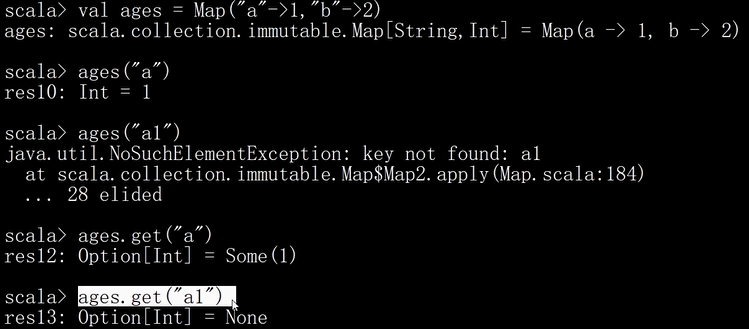 scala> val ages = Map("a"->1,"b"->2)
ages: scala.collection.immutable.Map[String,Int] = Map(a -> 1, b -> 2)
scala> ages("a")
res10: Int = 1
scala> ages("a1")
java.util.NoSuchElementException: key not found: a1
at scala.collection.immutable.Map$Map2.apply(Map.scala:184)
... 28 elided
scala> ages.get("a")
res12: Option[Int] = Some(1)
scala> ages.get("a1")
res13: Option[Int] = None